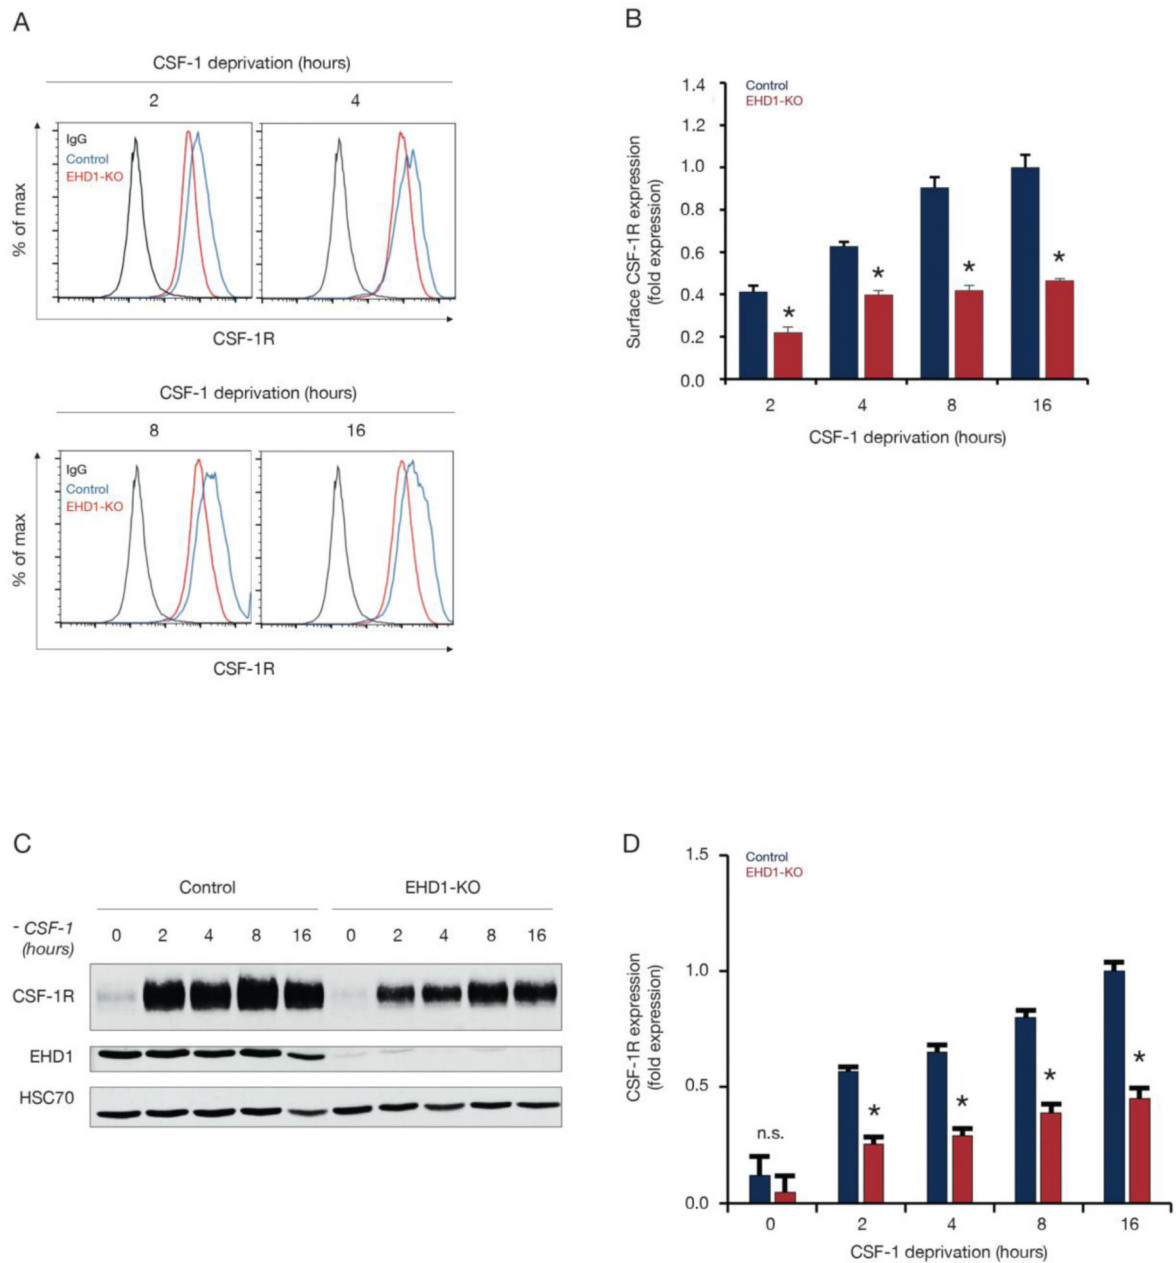 A
CSF-1 deprivation (hours)
2
4
IgG
Control
EHD1-KO
% of max
CSF-1R
CSF-1 deprivation (hours)
8
16
IgG
Control
EHD1-KO
% of max
CSF-1R
B
Control
EHD1-KO
1.4
1.2
1.0
0.8
0.6
0.4
0.2
0.0
Surface CSF-1R expression
(fold expression)
*
*
*
*
2 4 8 16
CSF-1 deprivation (hours)
C
Control EHD1-KO
- CSF-1
(hours)
0 2 4 8 16 0 2 4 8 16
CSF-1R
EHD1
HSC70
D
Control
EHD1-KO
1.5
1.0
0.5
0.0
CSF-1R expression
(fold expression)
n.s.
*
*
*
*
0 2 4 8 16
CSF-1 deprivation (hours)